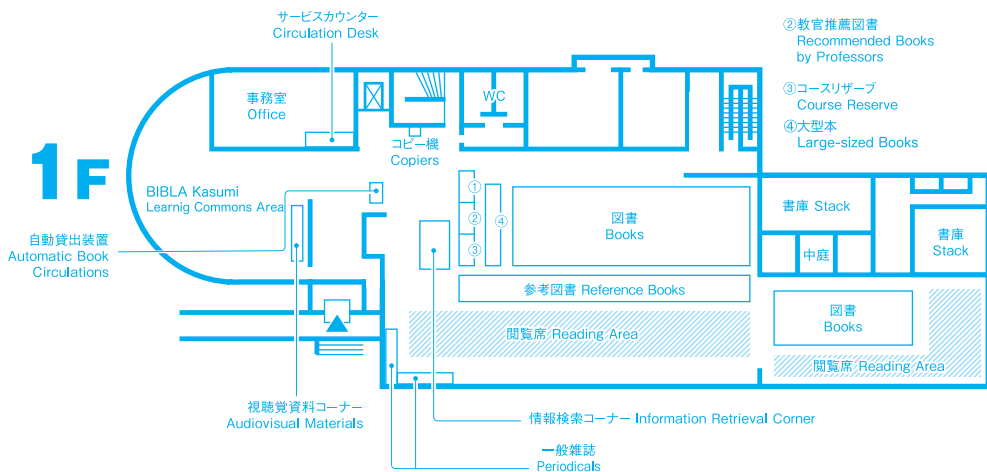 サービスカウンター
Circulation Desk
②教官推薦図書
Recommended Books
by Professors
③コースリザーブ
Course Reserve
④大型本
Large-sized Books
事務室
Office
WC
コピー機
Copiers
1F
BIBLA Kasumi
Learnig Commons Area
自動貸出装置
Automatic Book
Circulations
①
②
③
④
図書
Books
書庫 Stack
中庭
書庫
Stack
参考図書 Reference Books
図書
Books
閲覧席 Reading Area
閲覧席 Reading Area
視聴覚資料コーナー
Audiovisual Materials
情報検索コーナー Information Retrieval Corner
一般雑誌
Periodicals